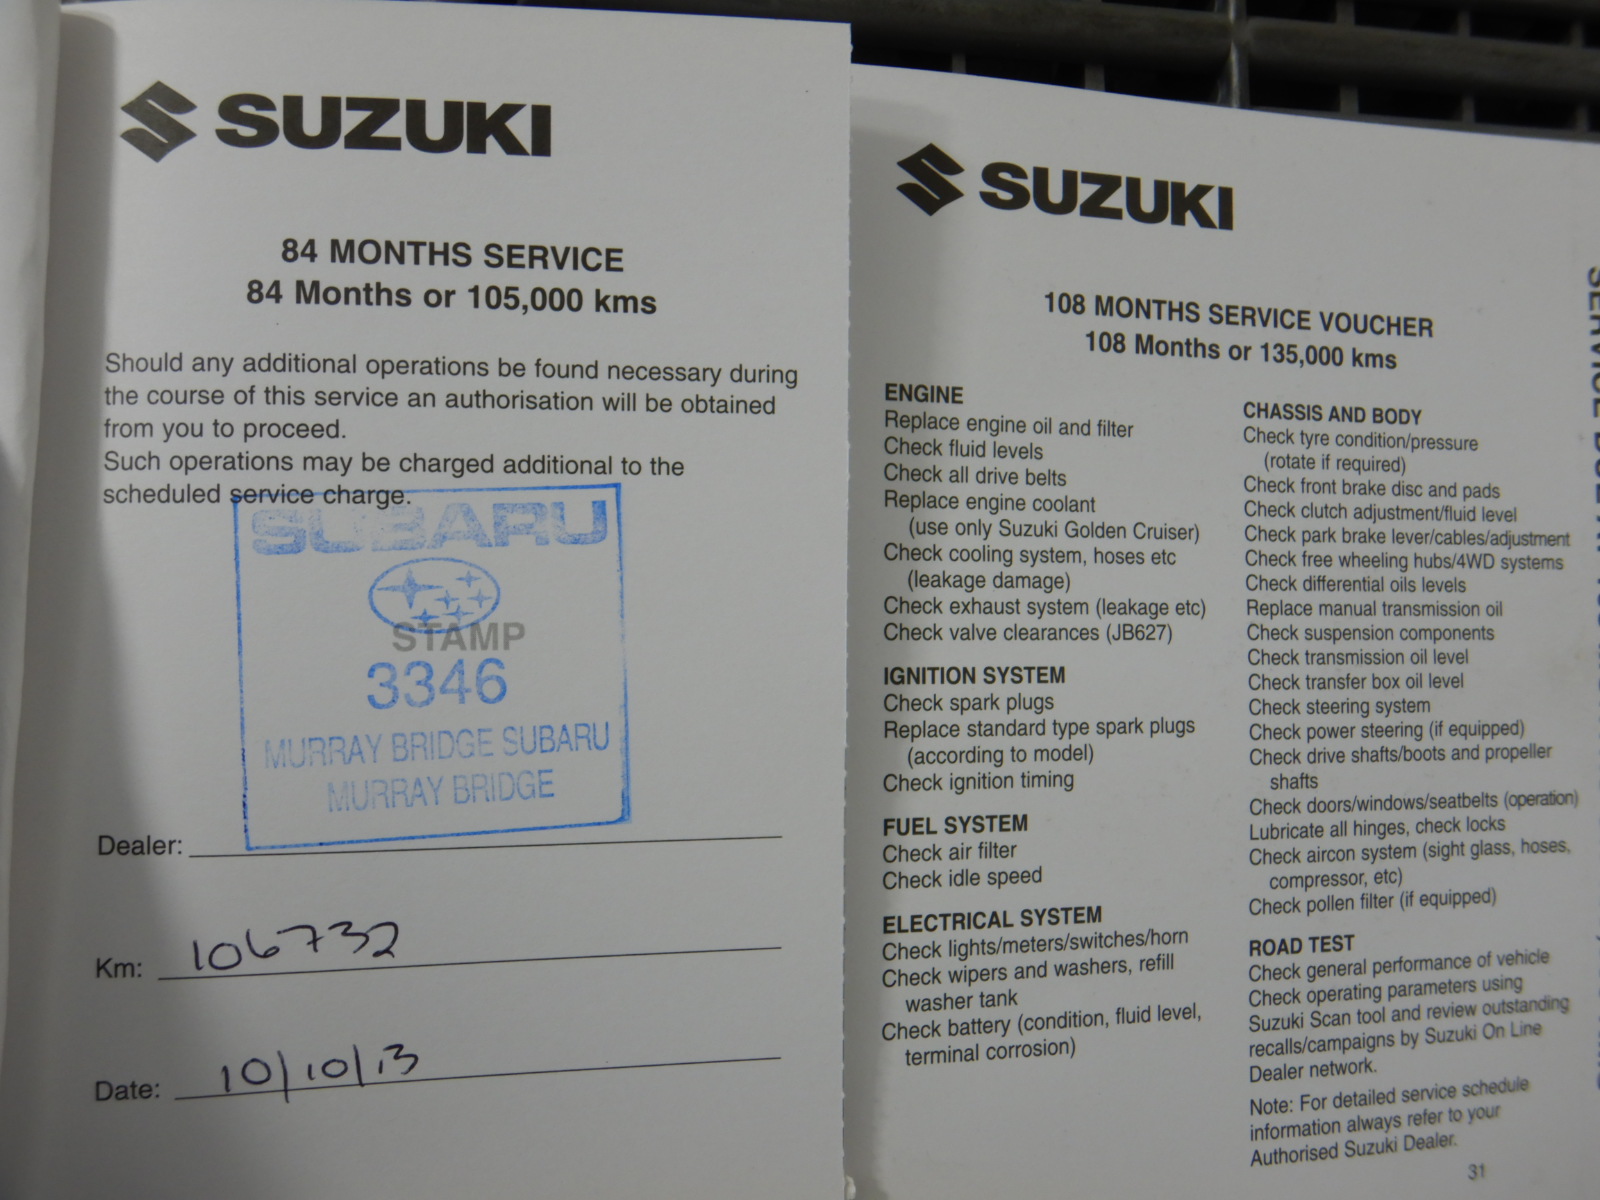 SUZUKI
84 MONTHS SERVICE
84 Months or 105,000 kms
Should any additional operations be found necessary during
the course of this service an authorisation will be obtained
from you to proceed.
Such operations may be charged additional to the
scheduled service charge.
SUBARU
STAMP
3346
MURRAY BRIDGE SUBARU
MURRAY BRIDGE
Dealer:
Km: 106732
Date: 10/10/13
SUZUKI
108 MONTHS SERVICE VOUCHER
108 Months or 135,000 kms
ENGINE
Replace engine oil and filter
Check fluid levels
Check all drive belts
Replace engine coolant
(use only Suzuki Golden Cruiser)
Check cooling system, hoses etc
(leakage damage)
Check exhaust system (leakage etc)
Check valve clearances (JB627)
IGNITION SYSTEM
Check spark plugs
Replace standard type spark plugs
(according to model)
Check ignition timing
FUEL SYSTEM
Check air filter
Check idle speed
ELECTRICAL SYSTEM
Check lights/meters/switches/horn
Check wipers and washers, refill
washer tank
Check battery (condition, fluid level,
terminal corrosion)
CHASSIS AND BODY
Check tyre condition/pressure
(rotate if required)
Check front brake disc and pads
Check clutch adjustment/fluid level
Check park brake lever/cables/adjustment
Check free wheeling hubs/4WD systems
Check differential oils levels
Replace manual transmission oil
Check suspension components
Check transmission oil level
Check transfer box oil level
Check steering system
Check power steering (if equipped)
Check drive shafts/boots and propeller
shafts
Check doors/windows/seatbelts (operation)
Lubricate all hinges, check locks
Check aircon system (sight glass, hoses,
compressor, etc)
Check pollen filter (if equipped)
ROAD TEST
Check general performance of vehicle
Check operating parameters using
Suzuki Scan tool and review outstanding
recalls/campaigns by Suzuki On Line
Dealer network.
Note: For detailed service schedule
information always refer to your
Authorised Suzuki Dealer.
31
SERVICE